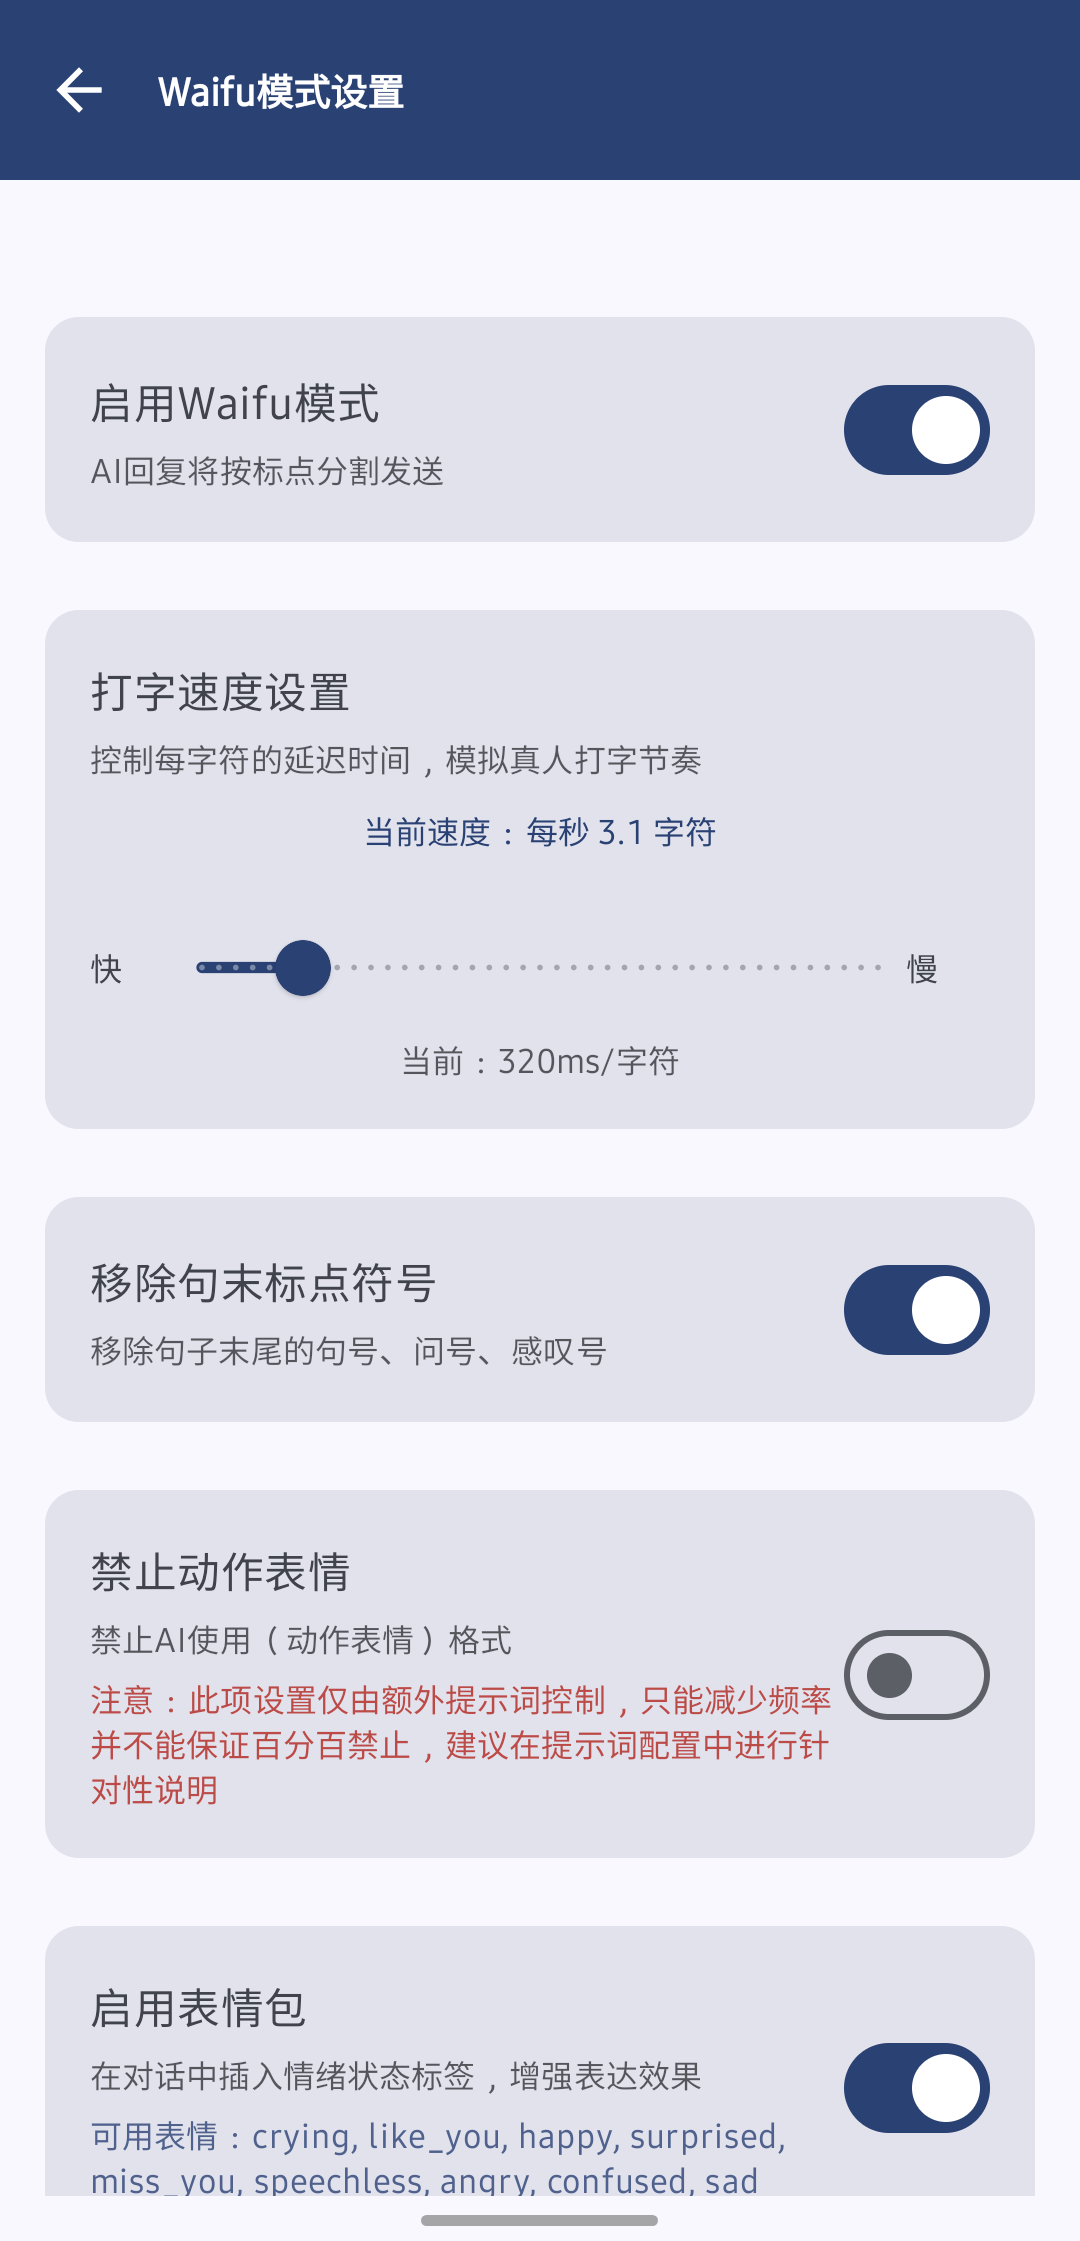 Waifu模式设置
启用Waifu模式
AI回复将按标点分割发送
打字速度设置
控制每字符的延迟时间，模拟真人打字节奏
当前速度：每秒 3.1 字符
快
慢
当前：320ms/字符
移除句末标点符号
移除句子末尾的句号、问号、感叹号
禁止动作表情
禁止AI使用（动作表情）格式
注意：此项设置仅由额外提示词控制，只能减少频率
并不能保证百分百禁止，建议在提示词配置中进行针
对性说明
启用表情包
在对话中插入情绪状态标签，增强表达效果
可用表情：crying, like_you, happy, surprised,
miss_you, speechless, angry, confused, sad